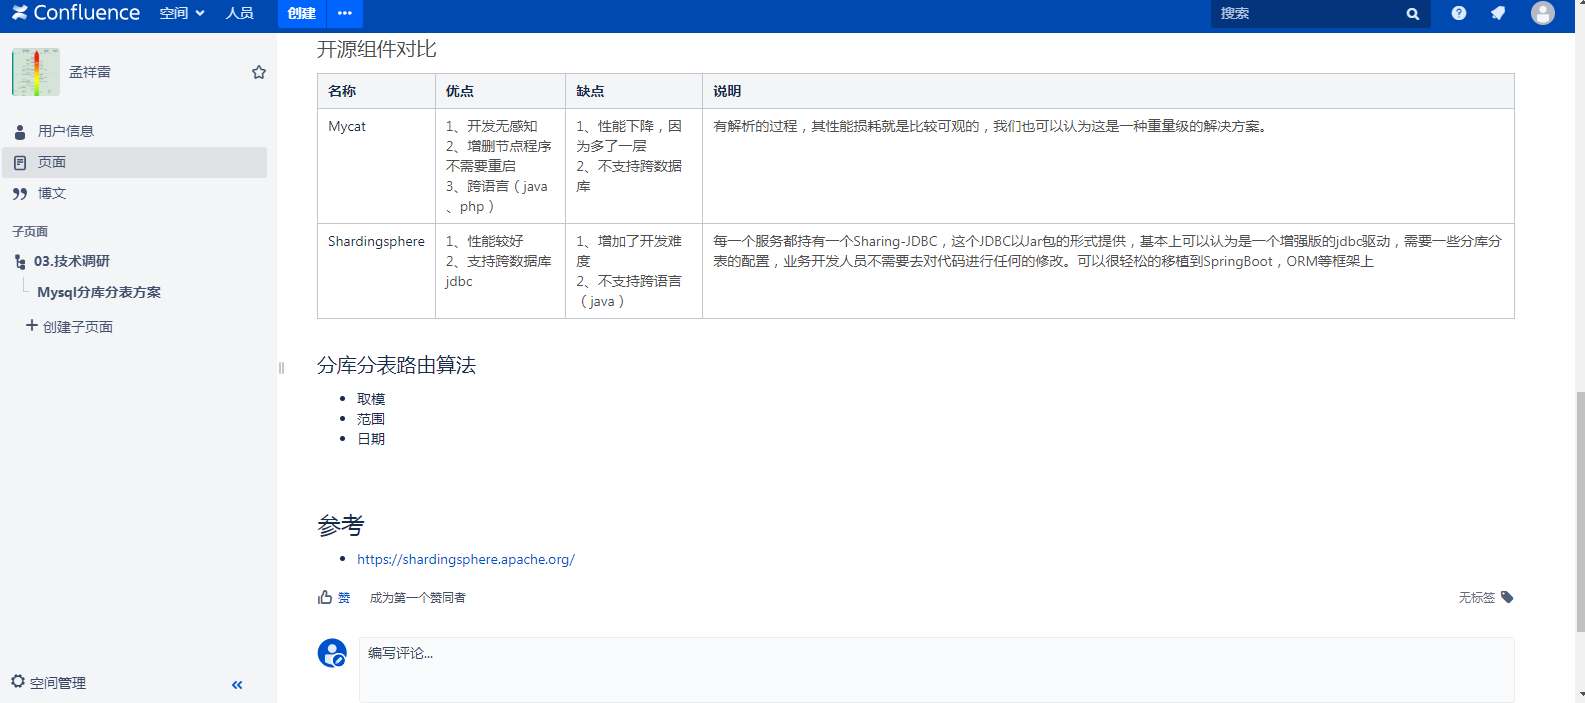 Confluence 空间 人员 创建 ··· 搜索
孟祥雷
用户信息
页面
博文
子页面
03.技术调研
Mysql分库分表方案
创建子页面
空间管理
开源组件对比
名称 优点 缺点 说明
Mycat
1、开发无感知
2、增删节点程序
不需要重启
3、跨语言（java
、php）
1、性能下降，因
为多了一层
2、不支持跨数据
库
有解析的过程，其性能损耗就是比较可观的，我们也可以认为这是一种重量级的解决方案。
Shardingsphere
1、性能较好
2、支持跨数据库
jdbc
1、增加了开发难
度
2、不支持跨语言
（java）
每一个服务都持有一个Sharing-JDBC，这个JDBC以Jar包的形式提供，基本上可以认为是一个增强版的jdbc驱动，需要一些分库分
表的配置，业务开发人员不需要去对代码进行任何的修改。可以很轻松的移植到SpringBoot，ORM等框架上
分库分表路由算法
取模
范围
日期
参考
https://shardingsphere.apache.org/
赞 成为第一个赞同者
无标签
编写评论...